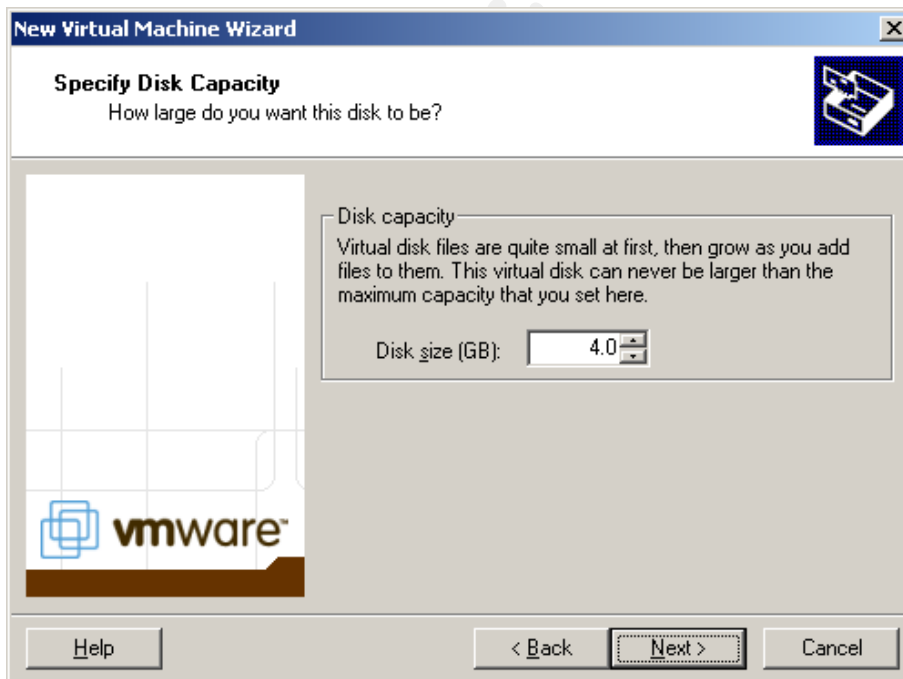 New Virtual Machine Wizard
Specify Disk Capacity
How large do you want this disk to be?
Disk capacity
Virtual disk files are quite small at first, then grow as you add
files to them. This virtual disk can never be larger than the
maximum capacity that you set here.
Disk size (GB): 4.0
vmware™
Help < Back Next > Cancel